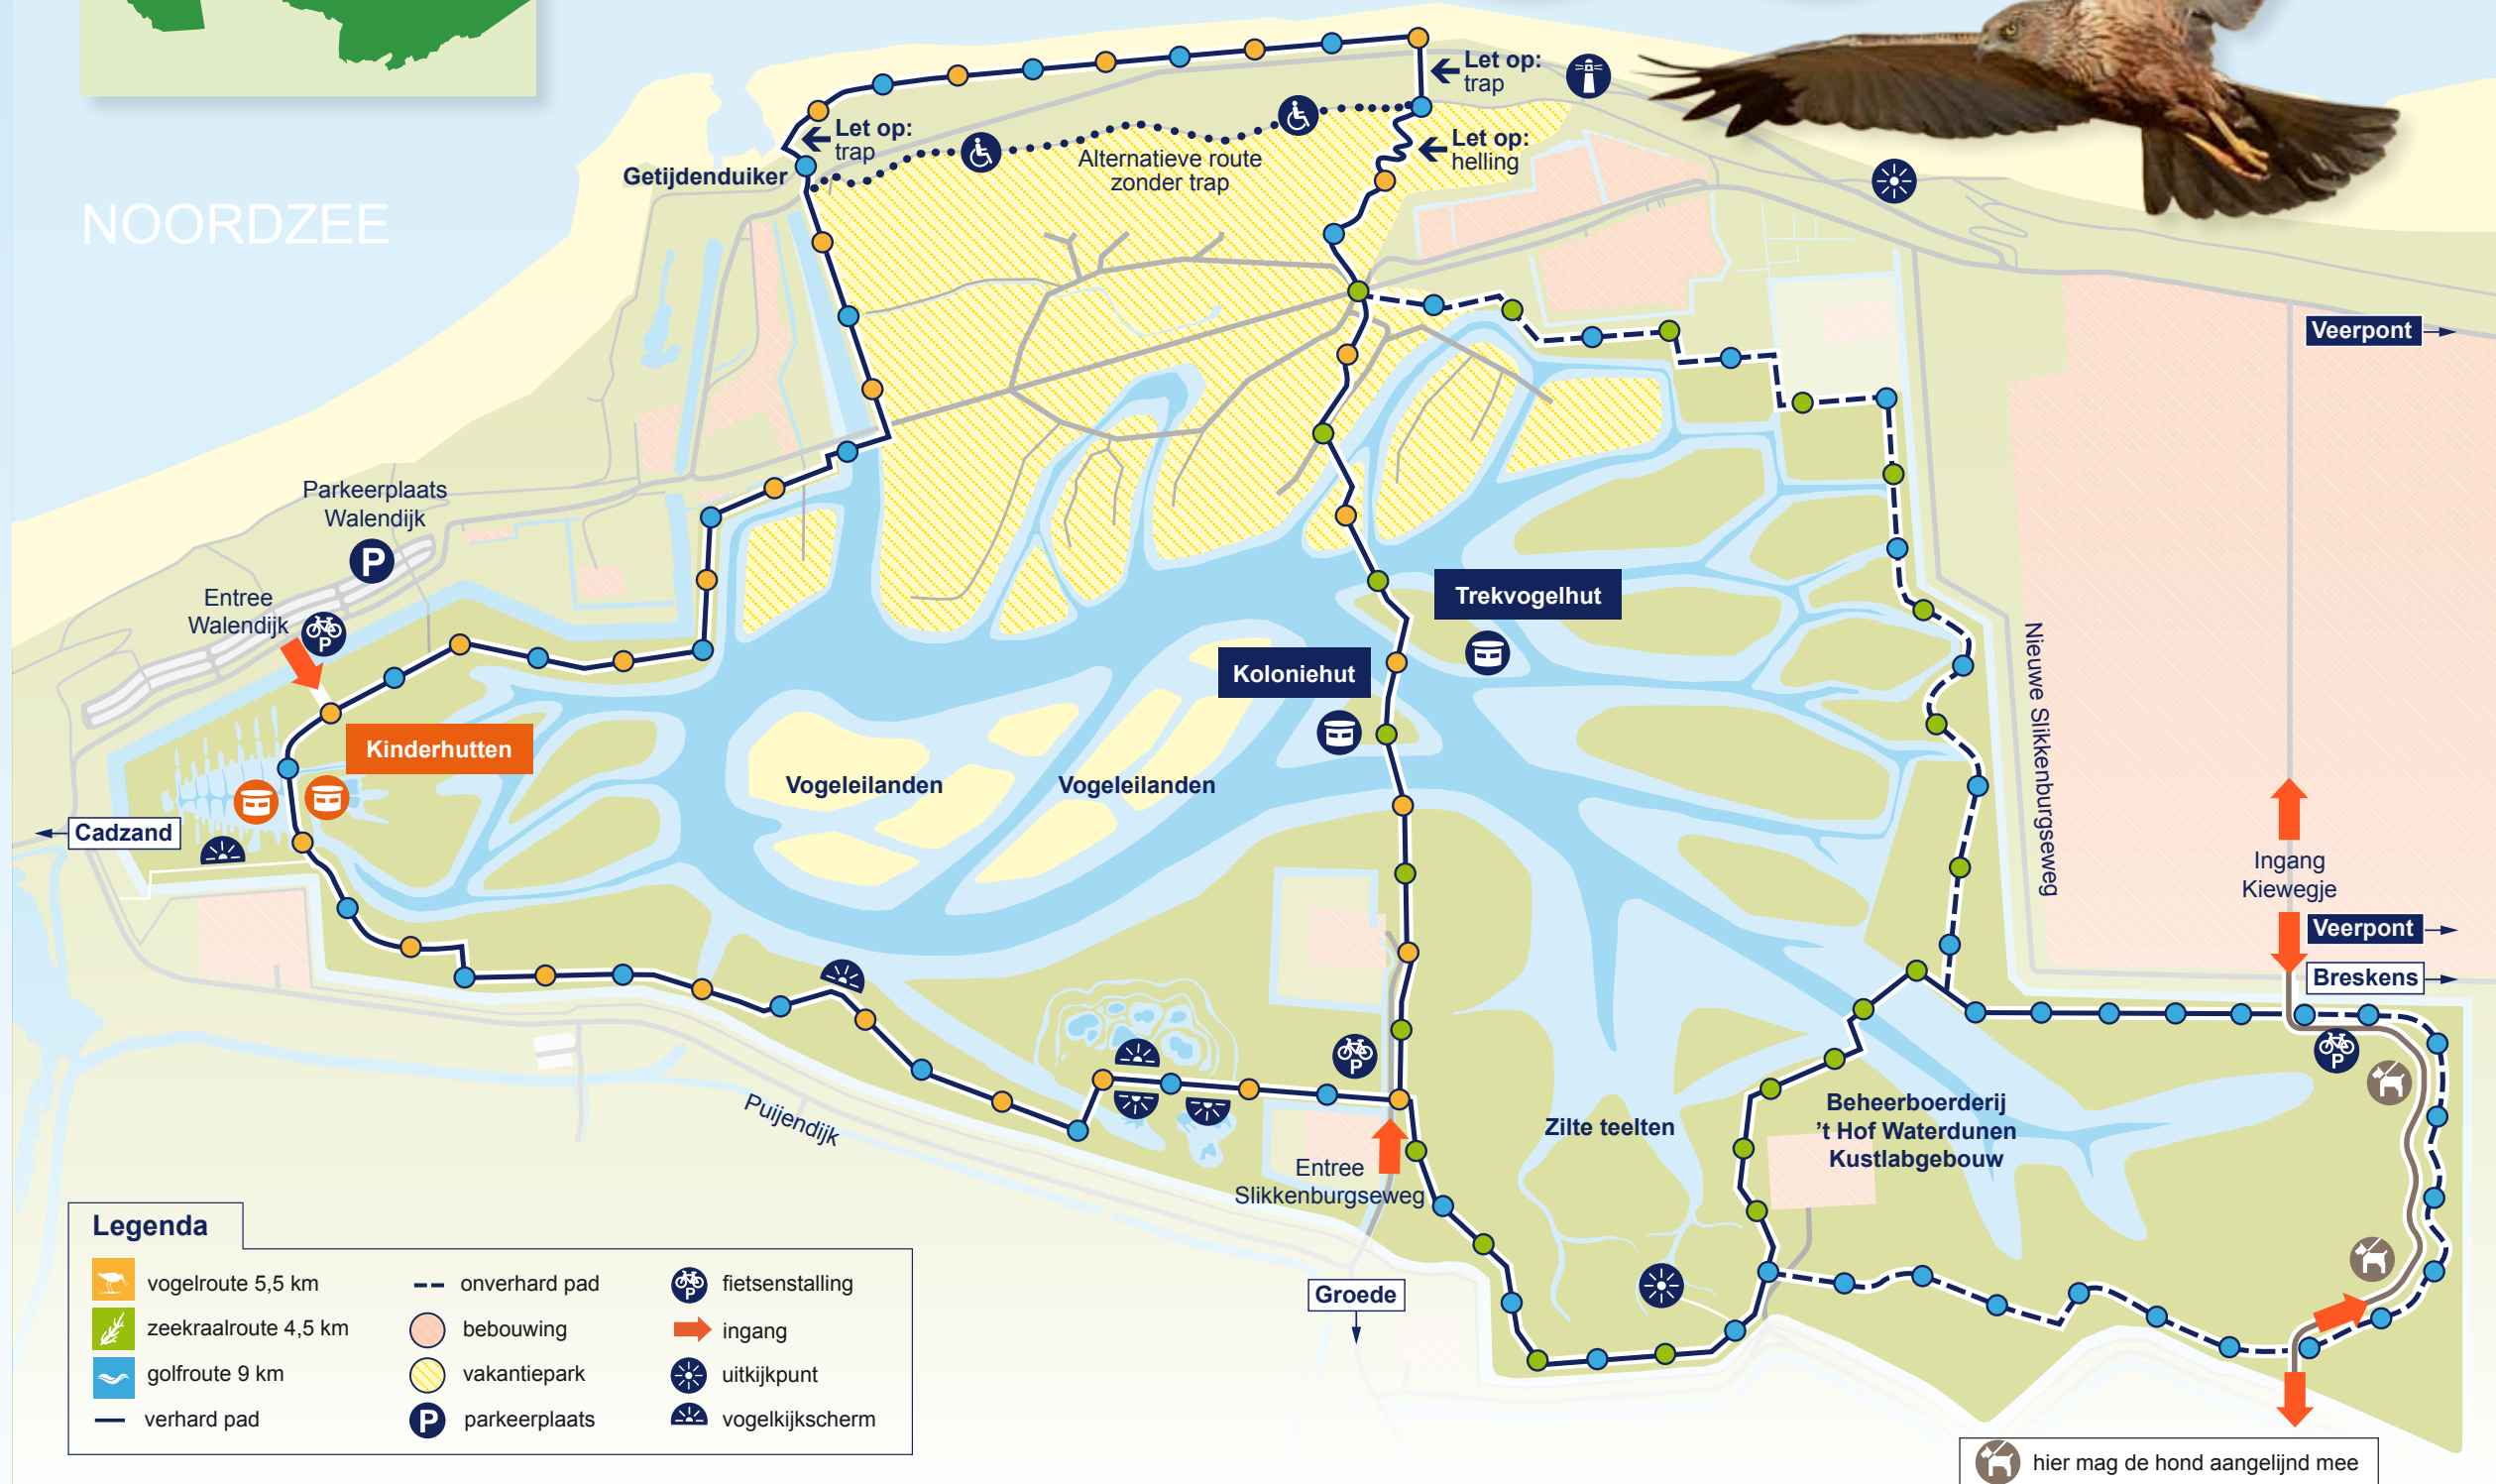 Let op:
trap
Let op:
trap
Let op:
helling
Alternatieve route
zonder trap
Getijdenduiker
NOORDZEE
Veerpont
Parkeerplaats
Walendijk
P
Entree
Walendijk
P
Trekvogelhut
Koloniehut
Nieuwe Slikkenburgseweg
Kinderhutten
Vogeleilanden
Vogeleilanden
Cadzand
Ingang
Kiewegje
Veerpont
Breskens
P
P
Puijendijk
Zilte teelten
Beheerboerderij
’t Hof Waterdunen
Kustlabgebouw
Entree
Slikkenburgseweg
Groede
Legenda
vogelroute 5,5 km
zeekraalroute 4,5 km
golfroute 9 km
verhard pad
onverhard pad
bebouwing
vakantiepark
P parkeerplaats
P fietsenstalling
ingang
uitkijkpunt
vogelkijkscherm
hier mag de hond aangelijnd mee